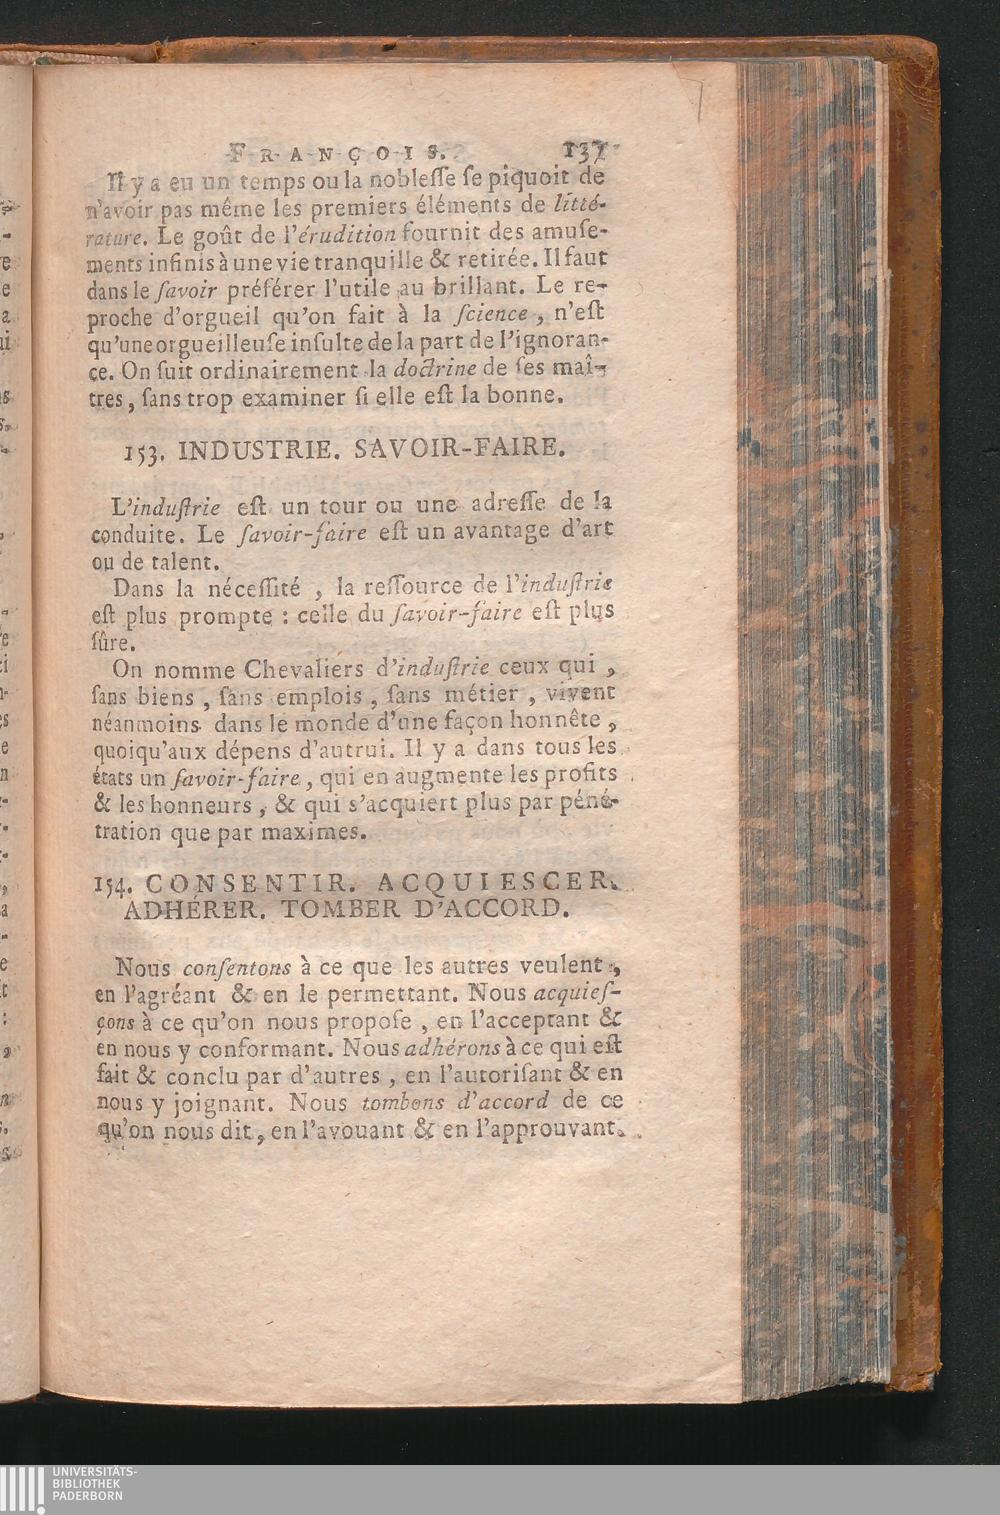 FRANÇOIS. 137
Il y a eu un temps ou la nobleſſe ſe piquoit de
n'avoir pas même les premiers éléments de litté-
rature. Le goût de l'érudition fournit des amuſe-
ments infinis à une vie tranquille & retirée. Il faut
dans le ſavoir préférer l'utile au brillant. Le re-
proche d'orgueil qu'on fait à la ſcience, n'eſt
qu'une orgueilleuſe inſulte de la part de l'ignoran-
ce. On ſuit ordinairement la doctrine de ſes maî-
tres, ſans trop examiner ſi elle eſt la bonne.
153. INDUSTRIE. SAVOIR-FAIRE.
L'induſtrie eſt un tour ou une adreſſe de la
conduite. Le ſavoir-faire eſt un avantage d'art
ou de talent.
Dans la néceſſité, la reſſource de l'induſtrie
eſt plus prompte : celle du ſavoir-faire eſt plus
ſûre.
On nomme Chevaliers d'induſtrie ceux qui,
ſans biens, ſans emplois, ſans métier, vivent
néanmoins dans le monde d'une façon honnête,
quoiqu'aux dépens d'autrui. Il y a dans tous les
états un ſavoir-faire, qui en augmente les profits
& les honneurs, & qui s'acquiert plus par péné-
tration que par maximes.
154. CONSENTIR. ACQUIESCER.
ADHÉRER. TOMBER D'ACCORD.
Nous conſentons à ce que les autres veulent,
en l'agréant & en le permettant. Nous acquieſ-
çons à ce qu'on nous propoſe, en l'acceptant &
en nous y conformant. Nous adhérons à ce qui eſt
fait & conclu par d'autres, en l'autoriſant & en
nous y joignant. Nous tombons d'accord de ce
qu'on nous dit, en l'avouant & en l'approuvant.
UNIVERSITÄTS-
BIBLIOTHEK
PADERBORN